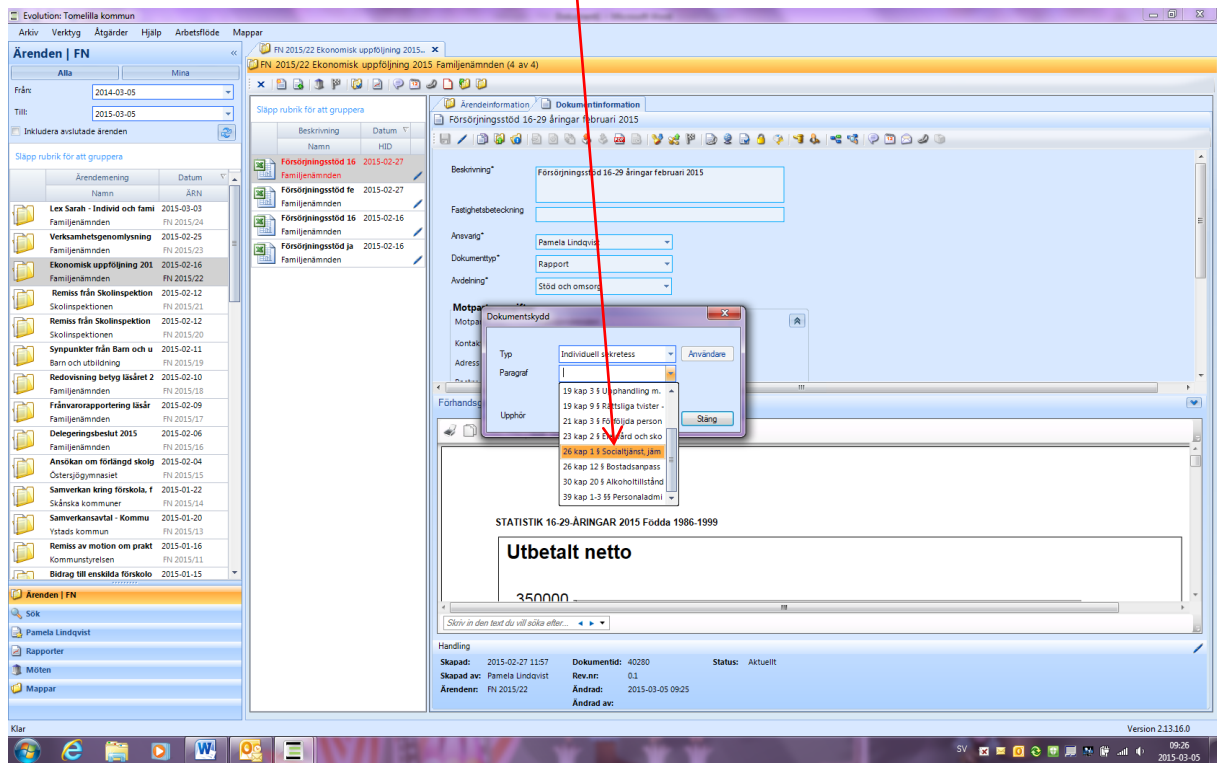 Evolution: Tomelilla kommun
Arkiv Verktyg Åtgärder Hjälp Arbetsflöde Mappar
Ärenden | FN
Alla Mina
Från: 2014-03-05
Till: 2015-03-05
Inkludera avslutade ärenden
Släpp rubrik för att gruppera
Ärendemening Datum
Namn ÄRN
Lex Sarah - Individ och fami 2015-03-03
Familjenämnden FN 2015/24
Verksamhetsgenomlysning 2015-02-25
Familjenämnden FN 2015/23
Ekonomisk uppföljning 201 2015-02-16
Familjenämnden FN 2015/22
Remiss från Skolinspektion 2015-02-12
Skolinspektionen FN 2015/21
Remiss från Skolinspektion 2015-02-12
Skolinspektionen FN 2015/20
Synpunkter från Barn och u 2015-02-11
Barn och utbildning FN 2015/19
Redovisning betyg läsåret 2 2015-02-10
Familjenämnden FN 2015/18
Frånvarorapportering läsår 2015-02-09
Familjenämnden FN 2015/17
Delegeringsbeslut 2015 2015-02-06
Familjenämnden FN 2015/16
Ansökan om förlängd skolg 2015-02-04
Östersjögymnasiet FN 2015/15
Samverkan kring förskola, f 2015-01-22
Skånska kommuner FN 2015/14
Samverkansavtal - Kommu 2015-01-20
Ystads kommun FN 2015/13
Remiss av motion om prakt 2015-01-16
Kommunstyrelsen FN 2015/11
Bidrag till enskilda förskolo 2015-01-15
Ärenden | FN
Sök
Pamela Lindqvist
Rapporter
Möten
Mappar
FN 2015/22 Ekonomisk uppföljning 2015...
FN 2015/22 Ekonomisk uppföljning 2015 Familjenämnden (4 av 4)
Släpp rubrik för att gruppera
Beskrivning Datum
Namn HID
Försörjningsstöd 16 2015-02-27
Familjenämnden
Försörjningsstöd fe 2015-02-27
Familjenämnden
Försörjningsstöd 16 2015-02-16
Familjenämnden
Försörjningsstöd ja 2015-02-16
Familjenämnden
Ärendeinformation Dokumentinformation
Försörjningsstöd 16-29 åringar februari 2015
Beskrivning* Försörjningsstöd 16-29 åringar februari 2015
Fastighetsbeteckning
Ansvarig* Pamela Lindqvist
Dokumenttyp* Rapport
Avdelning* Stöd och omsorg
Motpa
Kontak
Adress
Dokumentskydd
Typ Individuell sekretess Användare
Paragraf
Upphör Stäng
19 kap 3 § Upphandling m.
19 kap 9 § Rättsliga tvister -
21 kap 3 § Förföljda person
23 kap 2 § och sko
26 kap 1 § Socialtjänst, jäm
26 kap 12 § Bostadsanpass
30 kap 20 § Alkoholtillstånd
39 kap 1-3 §§ Personaladmi
STATISTIK 16-29-ÅRINGAR 2015 Födda 1986-1999
Utbetalt netto
350000
Skriv in den text du vill söka efter...
Handling
Skapad: 2015-02-27 11:57 Dokumentid: 40280 Status: Aktuellt
Skapad av: Pamela Lindqvist Rev.nr: 0.1
Ärendenr: FN 2015/22 Ändrad: 2015-03-05 09:25
Ändrad av:
Klar Version 2.13.16.0
SV 09:26
2015-03-05